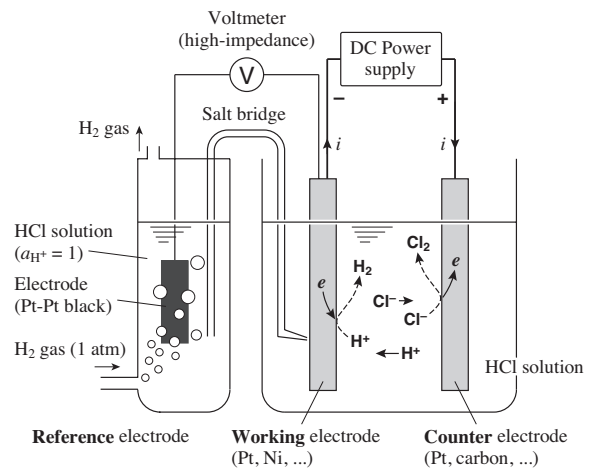 Voltmeter
(high-impedance)
V
DC Power
supply
−
+
i
i
Salt bridge
H2 gas
HCl solution
(aH+ = 1)
Electrode
(Pt-Pt black)
H2 gas (1 atm)
e
H2
H+
H+
Cl−
Cl−
Cl2
e
HCl solution
Reference electrode
Working electrode
(Pt, Ni, ...)
Counter electrode
(Pt, carbon, ...)